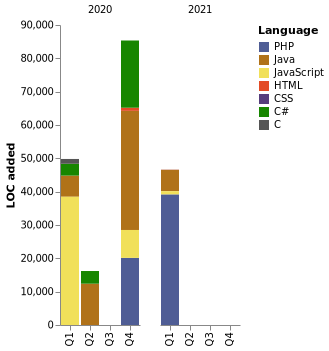 2020
2021
LOC added
90,000
80,000
70,000
60,000
50,000
40,000
30,000
20,000
10,000
0
Q1
Q2
Q3
Q4
Q1
Q2
Q3
Q4
Language
PHP
Java
JavaScript
HTML
CSS
C#
C